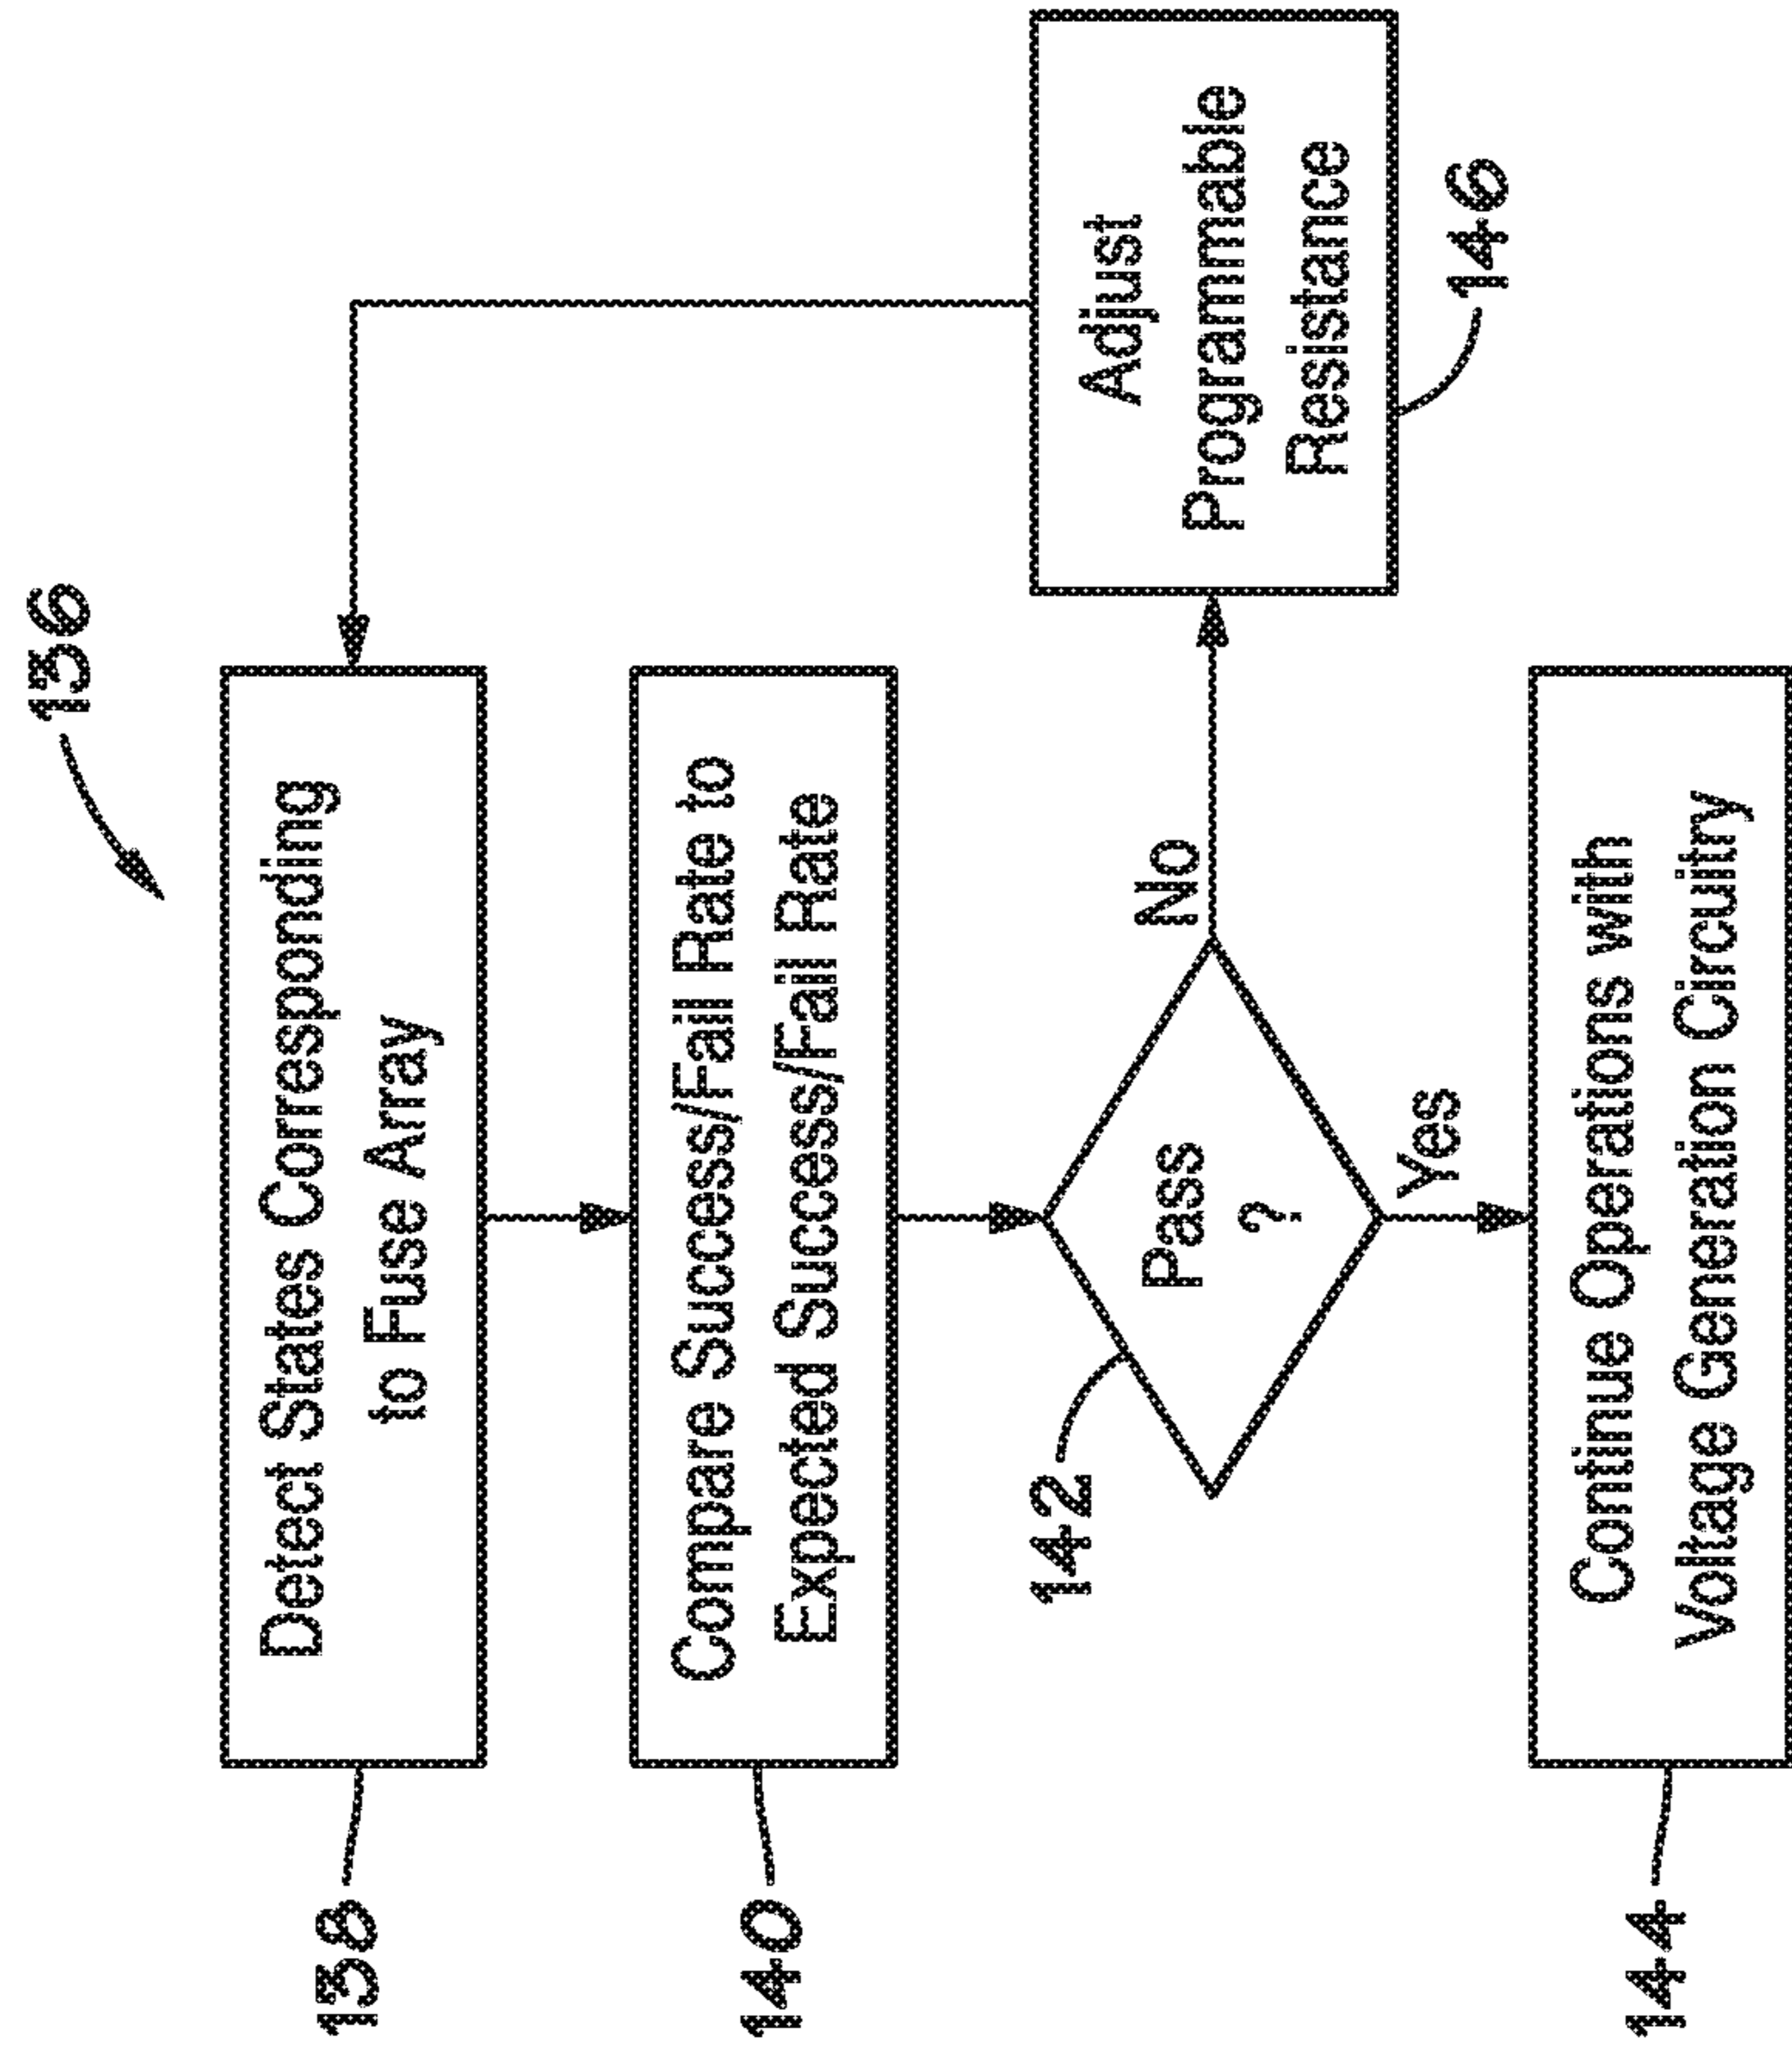 136
138
Detect States Corresponding
to Fuse Array
140
Compare Success/Fail Rate to
Expected Success/Fail Rate
142
Pass
?
No
Yes
Adjust
Programmable
Resistance
146
144
Continue Operations with
Voltage Generation Circuitry